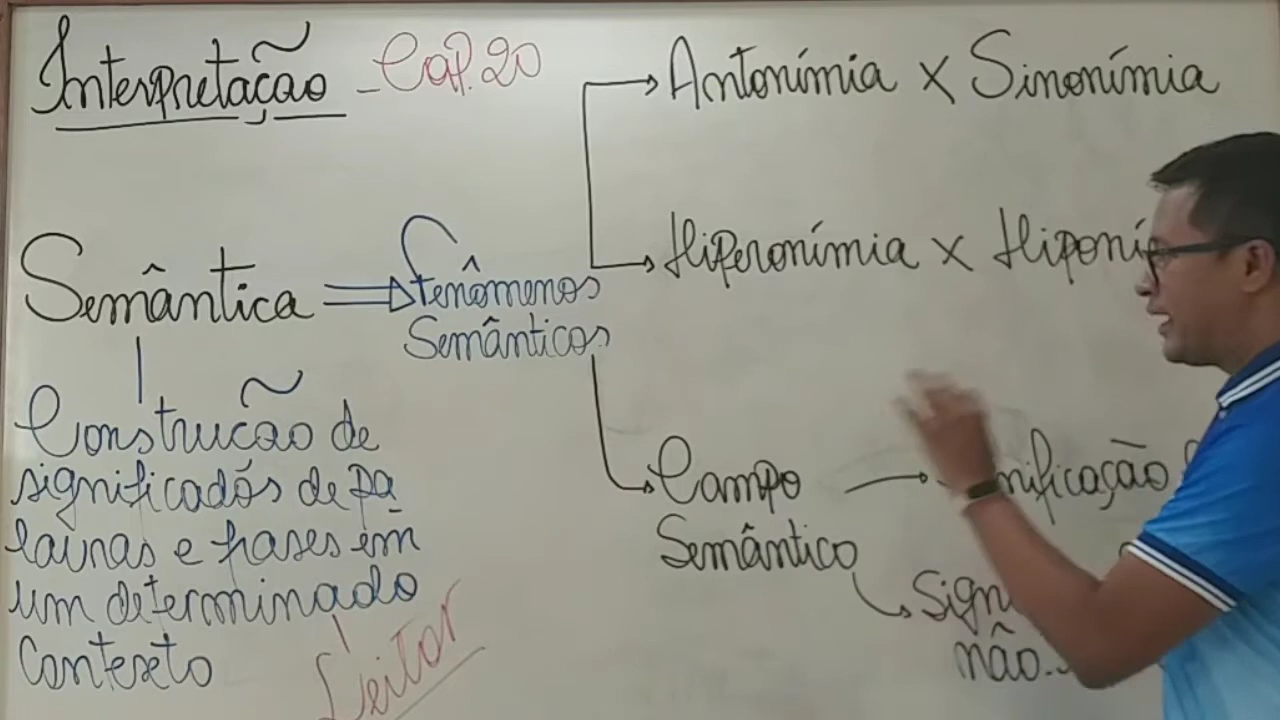 Interpretação - Cap. 20
Antonímia x Sinonímia
Hiperonímia x Hiponí
Semântica
Fenômenos
Semânticos
Construcão de
significados de pa
lavras e frases em
um determinado
Contexto
Leitor
Campo
Semântico
nificação
Sign
não.